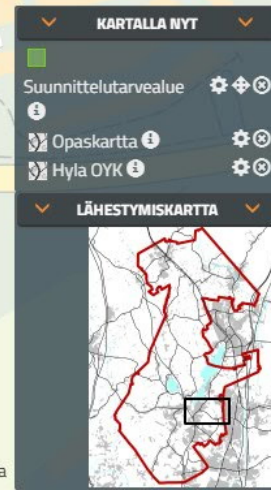 KARTALLA NYT
Suunnittelutarvealue
Opaskartta
Hyla OYK
LÄHESTYMISKARTTA
a